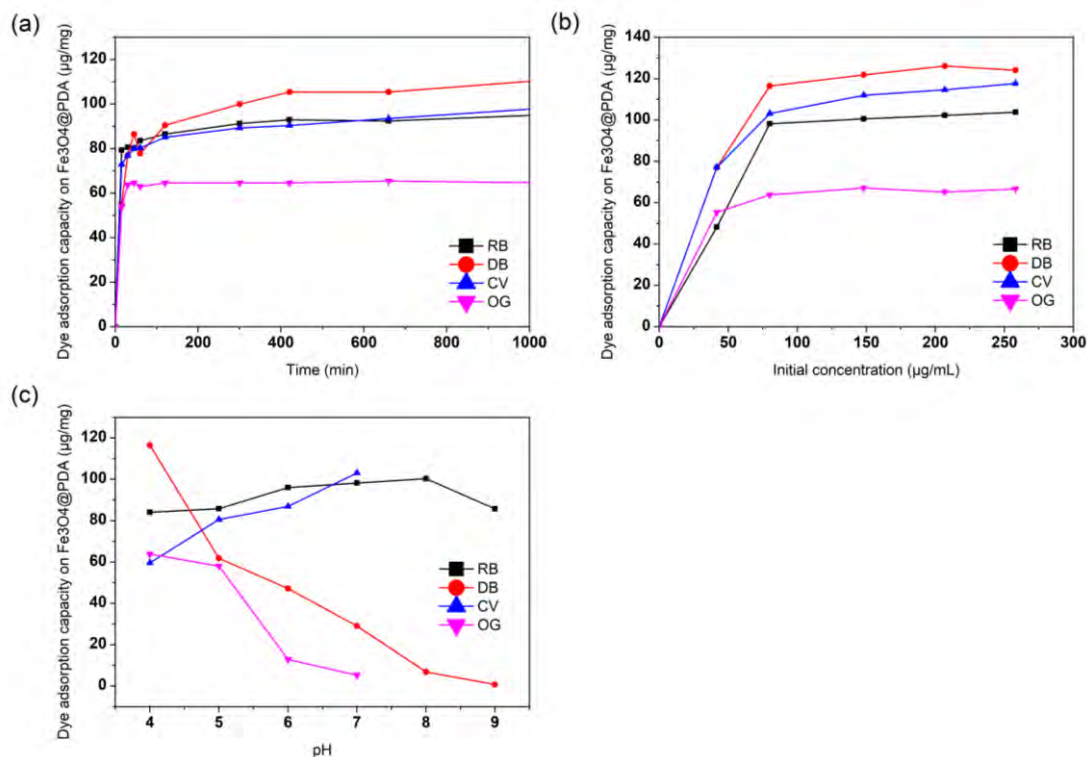 (a)
120
100
80
60
40
20
0
Dye adsorption capacity on Fe3O4@PDA (µg/mg)
RB
DB
CV
OG
0 200 400 600 800 1000
Time (min)
(b)
140
120
100
80
60
40
20
0
Dye adsorption capacity on Fe3O4@PDA (µg/mg)
RB
DB
CV
OG
0 50 100 150 200 250 300
Initial concentration (µg/mL)
(c)
120
100
80
60
40
20
0
Dye adsorption capacity on Fe3O4@PDA (µg/mg)
RB
DB
CV
OG
4 5 6 7 8 9
pH